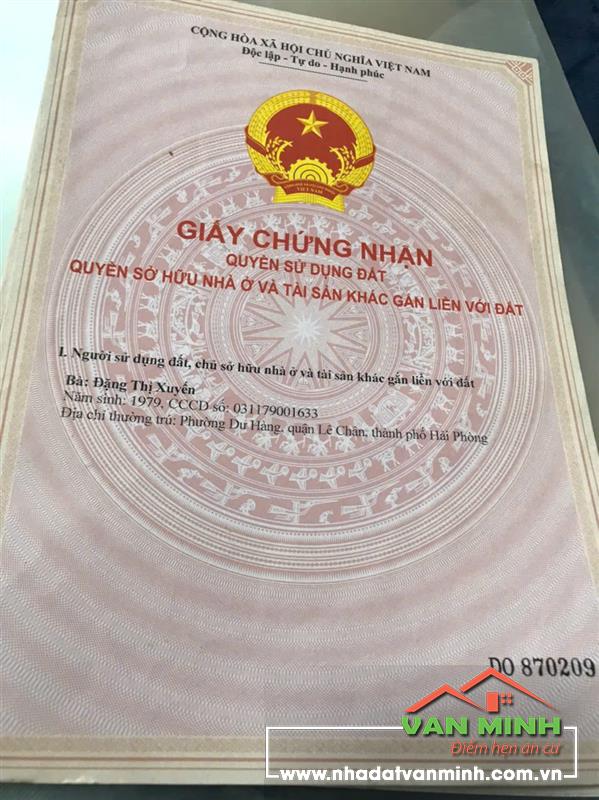 CỘNG HÒA XÃ HỘI CHỦ NGHĨA VIỆT NAM
Độc lập - Tự do - Hạnh phúc
VIỆT NAM
GIẤY CHỨNG NHẬN
QUYỀN SỬ DỤNG ĐẤT
QUYỀN SỞ HỮU NHÀ Ở VÀ TÀI SẢN KHÁC GẮN LIỀN VỚI ĐẤT
I. Người sử dụng đất, chủ sở hữu nhà ở và tài sản khác gắn liền với đất
Bà: Đặng Thị Xuyến
Năm sinh: 1979, CCCD số: 031179001633
Địa chỉ thường trú: Phường Dư Hàng, quận Lê Chân, thành phố Hải Phòng
DO 870209
VAN MINH
Điểm hẹn an cư
www.nhadatvanminh.com.vn